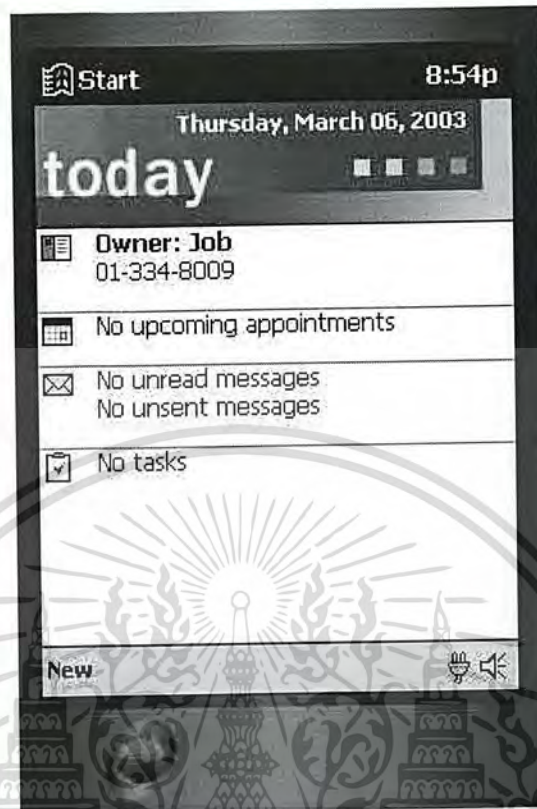 Start 8:54p
Thursday, March 06, 2003
today
Owner: Job
01-334-8009
No upcoming appointments
No unread messages
No unsent messages
No tasks
New